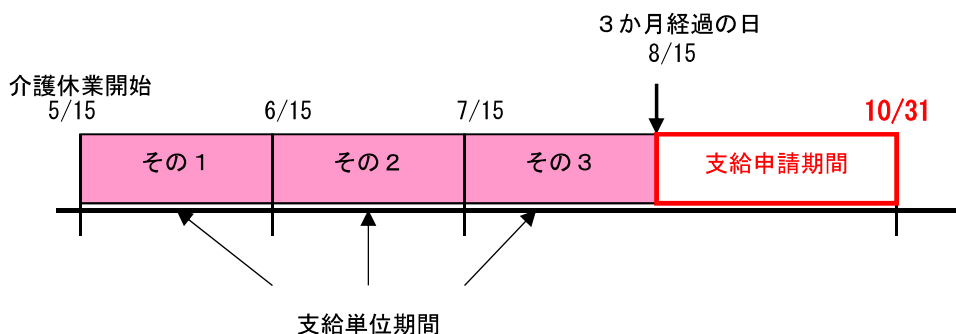 3か月経過の日
8/15
介護休業開始
5/15
6/15
7/15
10/31
その1
その2
その3
支給申請期間
支給単位期間